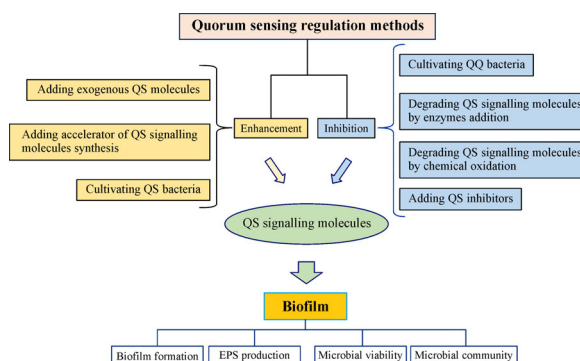 Quorum sensing regulation methods
Adding exogenous QS molecules
Adding accelerator of QS signalling
molecules synthesis
Cultivating QS bacteria
Enhancement
Inhibition
Cultivating QQ bacteria
Degrading QS signalling molecules
by enzymes addition
Degrading QS signalling molecules
by chemical oxidation
Adding QS inhibitors
QS signalling molecules
Biofilm
Biofilm formation
EPS production
Microbial viability
Microbial community